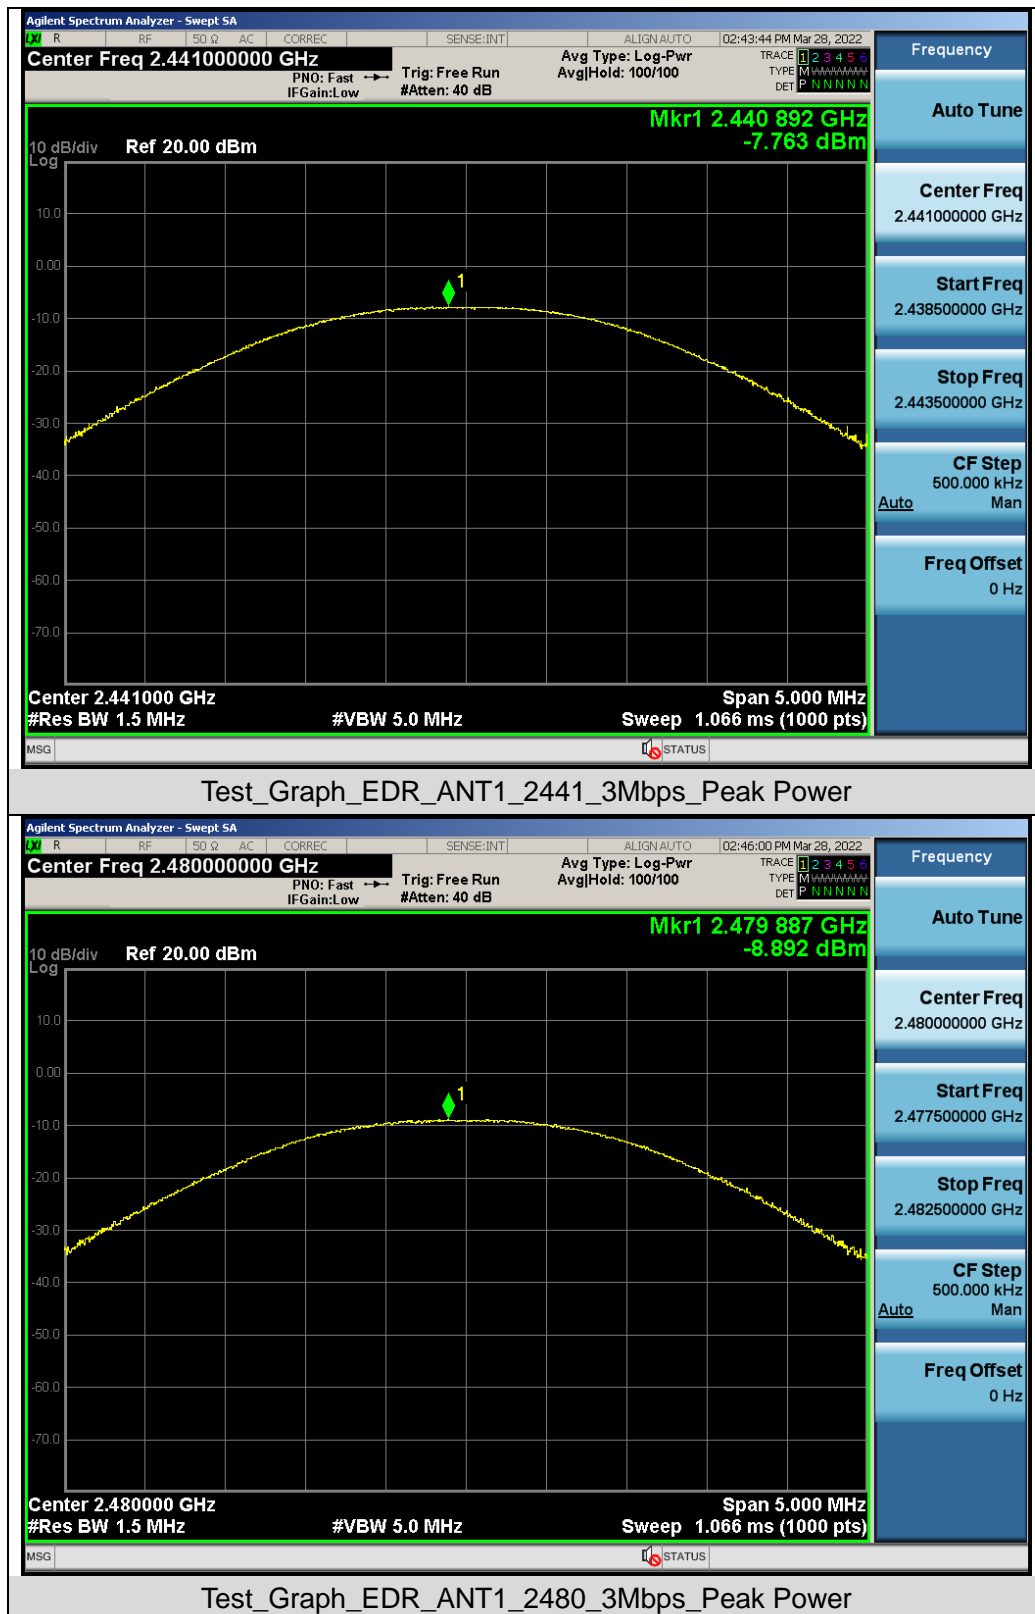 Agilent Spectrum Analyzer - Swept SA
LXI R RF 50 Ω AC CORREC SENSE:INT ALIGN AUTO 02:43:44 PM Mar 28, 2022
Center Freq 2.441000000 GHz
PNO: Fast
IFGain:Low
Trig: Free Run
#Atten: 40 dB
Avg Type: Log-Pwr
Avg|Hold: 100/100
TRACE 1 2 3 4 5 6
TYPE M WWWWW
DET P N N N N N
Mkr1 2.440 892 GHz
-7.763 dBm
10 dB/div Ref 20.00 dBm
Log
10.0
0.00
1
-10.0
-20.0
-30.0
-40.0
-50.0
-60.0
-70.0
Center 2.441000 GHz Span 5.000 MHz
#Res BW 1.5 MHz #VBW 5.0 MHz Sweep 1.066 ms (1000 pts)
MSG STATUS
Frequency
Auto Tune
Center Freq
2.441000000 GHz
Start Freq
2.438500000 GHz
Stop Freq
2.443500000 GHz
CF Step
500.000 kHz
Auto Man
Freq Offset
0 Hz
Test_Graph_EDR_ANT1_2441_3Mbps_Peak Power
Agilent Spectrum Analyzer - Swept SA
LXI R RF 50 Ω AC CORREC SENSE:INT ALIGN AUTO 02:46:00 PM Mar 28, 2022
Center Freq 2.480000000 GHz
PNO: Fast
IFGain:Low
Trig: Free Run
#Atten: 40 dB
Avg Type: Log-Pwr
Avg|Hold: 100/100
TRACE 1 2 3 4 5 6
TYPE M WWWWW
DET P N N N N N
Mkr1 2.479 887 GHz
-8.892 dBm
10 dB/div Ref 20.00 dBm
Log
10.0
0.00
1
-10.0
-20.0
-30.0
-40.0
-50.0
-60.0
-70.0
Center 2.480000 GHz Span 5.000 MHz
#Res BW 1.5 MHz #VBW 5.0 MHz Sweep 1.066 ms (1000 pts)
MSG STATUS
Frequency
Auto Tune
Center Freq
2.480000000 GHz
Start Freq
2.477500000 GHz
Stop Freq
2.482500000 GHz
CF Step
500.000 kHz
Auto Man
Freq Offset
0 Hz
Test_Graph_EDR_ANT1_2480_3Mbps_Peak Power